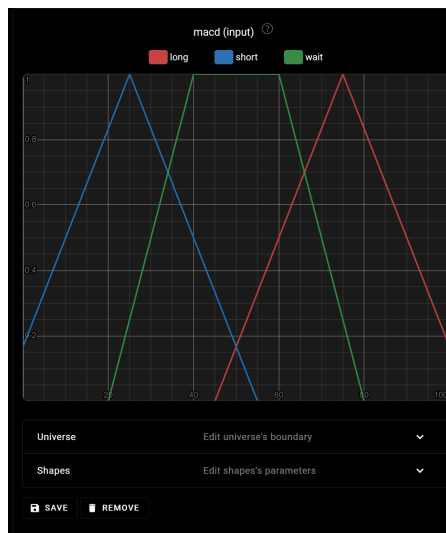 macd (input) ?
long short wait
1
0.8
0.6
0.4
0.2
20 40 60 80 100
Universe Edit universe's boundary
Shapes Edit shapes's parameters
SAVE REMOVE